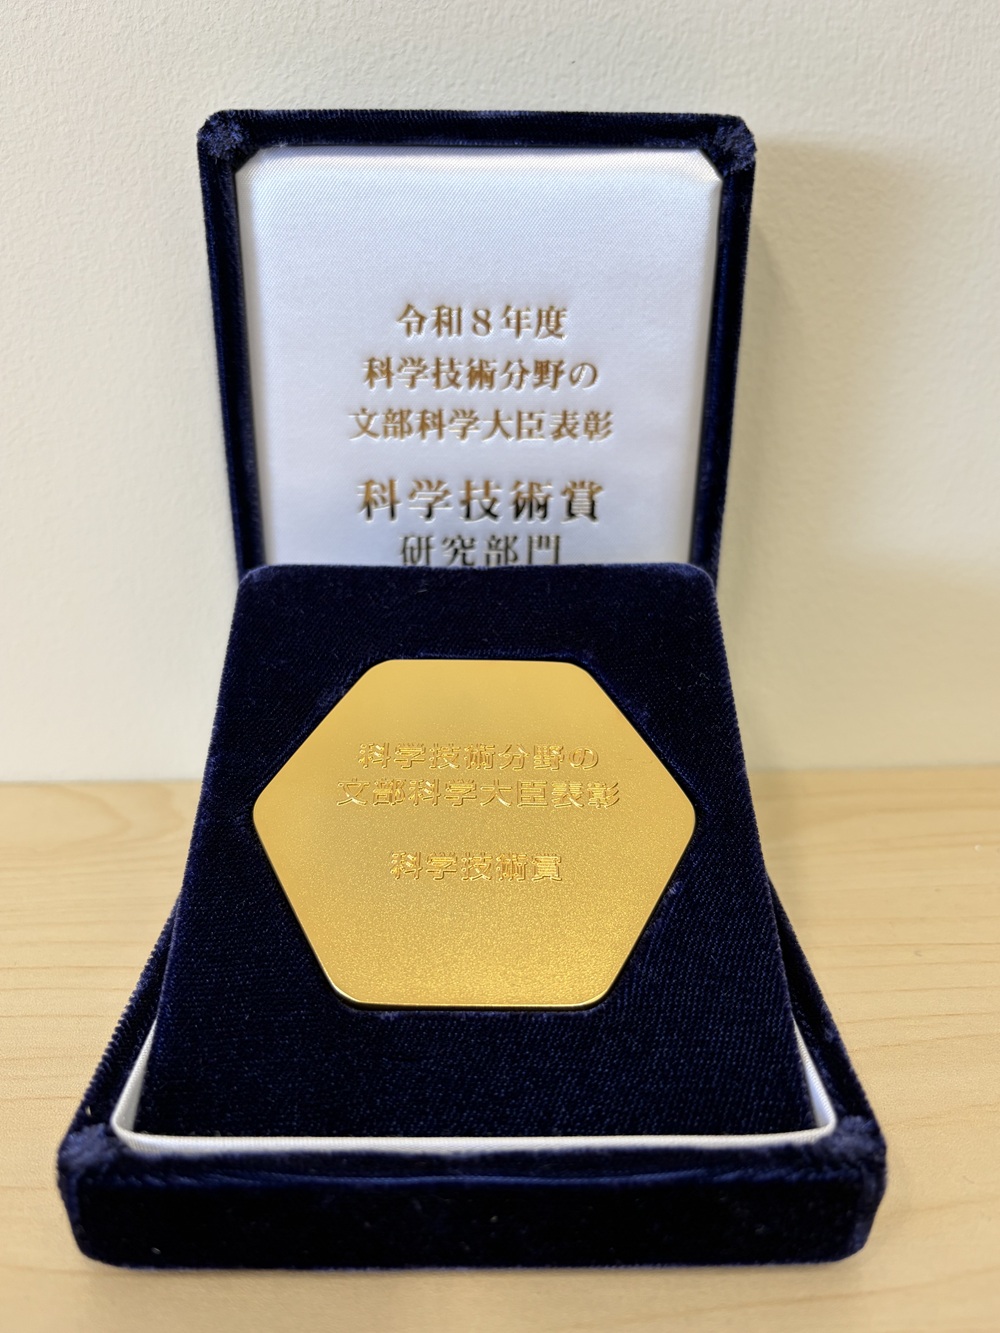 令和8年度
科学技術分野の
文部科学大臣表彰
科学技術賞
研究部門
科学技術分野の
文部科学大臣表彰
科学技術賞